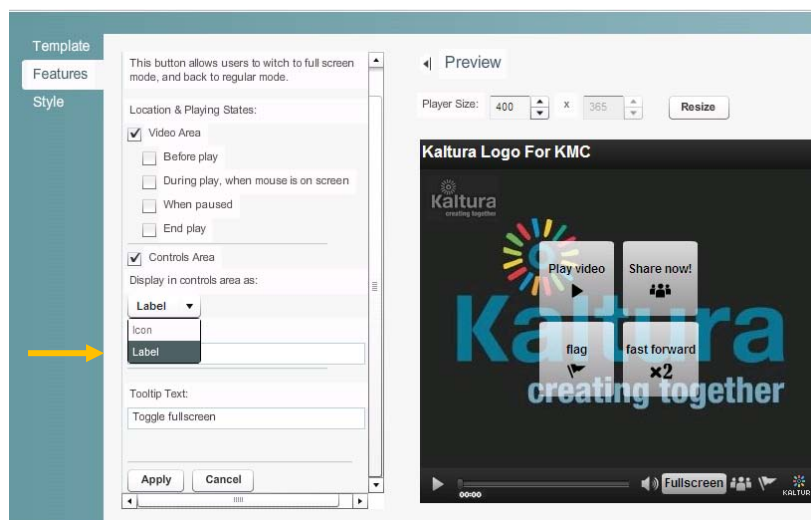 Template
Features
Style
This button allows users to witch to full screen
mode, and back to regular mode.
Location & Playing States:
Video Area
Before play
During play, when mouse is on screen
When paused
End play
Controls Area
Display in controls area as:
Label
Icon
Label
Tooltip Text:
Toggle fullscreen
Apply Cancel
Preview
Player Size: 400 x 365 Resize
Kaltura Logo For KMC
Kaltura
creating together
Play video Share now!
Kaltura
flag fast forward
×2
creating together
00:00
Fullscreen
KALTUR